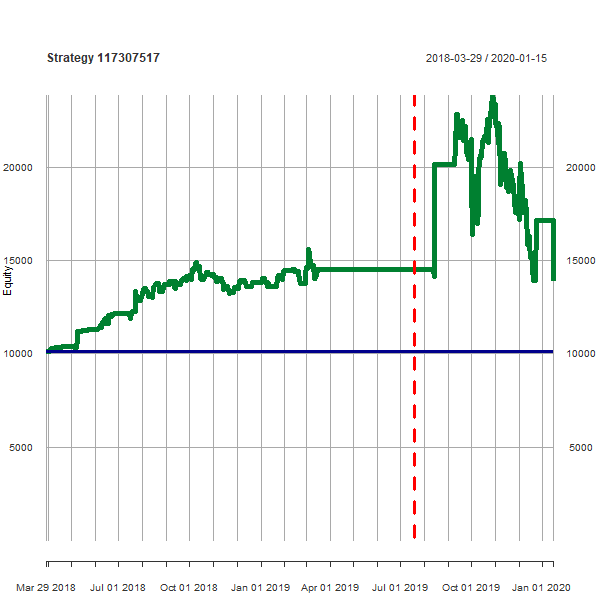 Strategy 117307517
2018-03-29 / 2020-01-15
20000
20000
15000
15000
Equity
10000
10000
5000
5000
Mar 29 2018
Jul 01 2018
Oct 01 2018
Jan 01 2019
Apr 01 2019
Jul 01 2019
Oct 01 2019
Jan 01 2020